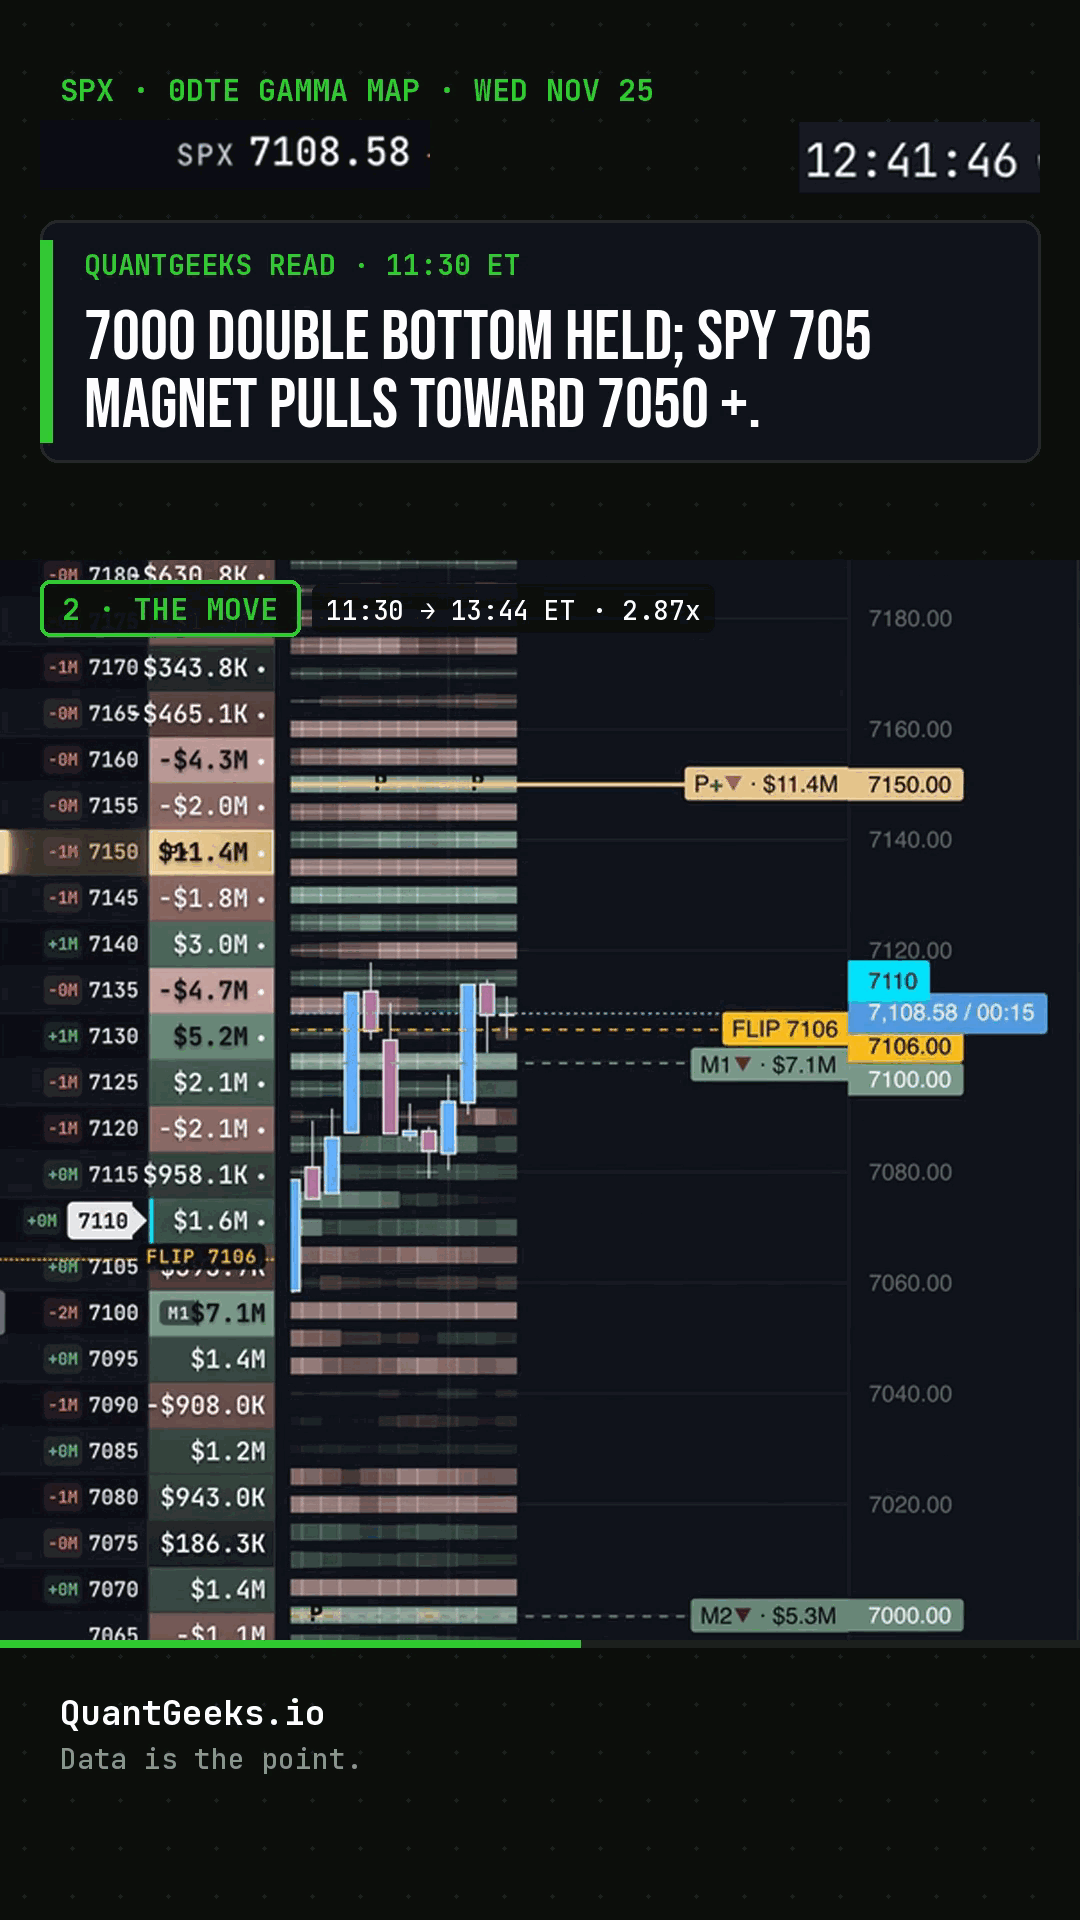 SPX · 0DTE GAMMA MAP · WED NOV 25
SPX 7108.58
12:41:46
QUANTGEEKS READ · 11:30 ET
7000 DOUBLE BOTTOM HELD; SPY 705
MAGNET PULLS TOWARD 7050 +.
-0M 7180 $630.8K
2 · THE MOVE
11:30 → 13:44 ET · 2.87x
-1M 7170 $343.8K
-0M 7165 -$465.1K
-0M 7160 -$4.3M
-0M 7155 -$2.0M
-1M 7150 $11.4M
-1M 7145 -$1.8M
+1M 7140 $3.0M
-0M 7135 -$4.7M
+1M 7130 $5.2M
-1M 7125 $2.1M
-1M 7120 -$2.1M
+0M 7115 $958.1K
+0M 7110 $1.6M
FLIP 7106
+0M 7105
-2M 7100 M1 $7.1M
+0M 7095 $1.4M
-1M 7090 -$908.0K
+0M 7085 $1.2M
-1M 7080 $943.0K
-0M 7075 $186.3K
+0M 7070 $1.4M
7065 -$1.1M
P
P
P
7180.00
7160.00
P+▼ · $11.4M 7150.00
7140.00
7120.00
7110
7,108.58 / 00:15
FLIP 7106 7106.00
M1▼ · $7.1M 7100.00
7080.00
7060.00
7040.00
7020.00
M2▼ · $5.3M 7000.00
QuantGeeks.io
Data is the point.